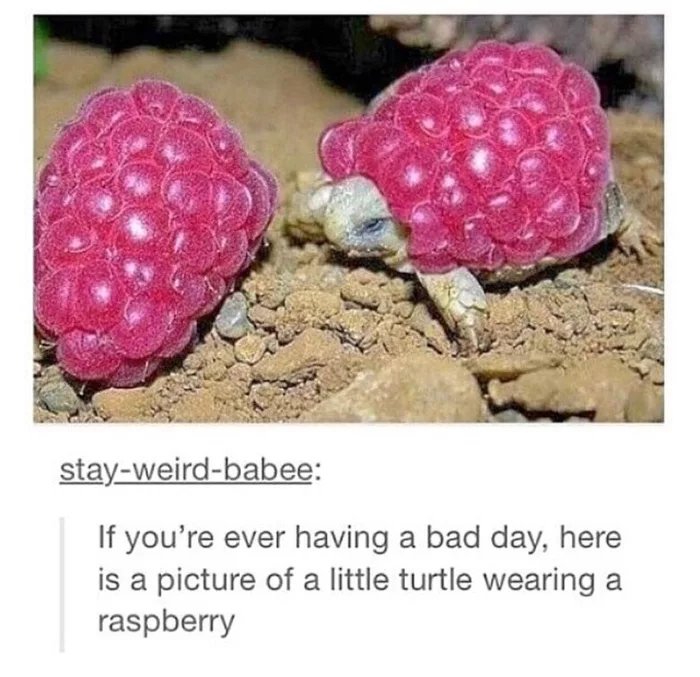 stay-weird-babee:
If you’re ever having a bad day, here
is a picture of a little turtle wearing a
raspberry